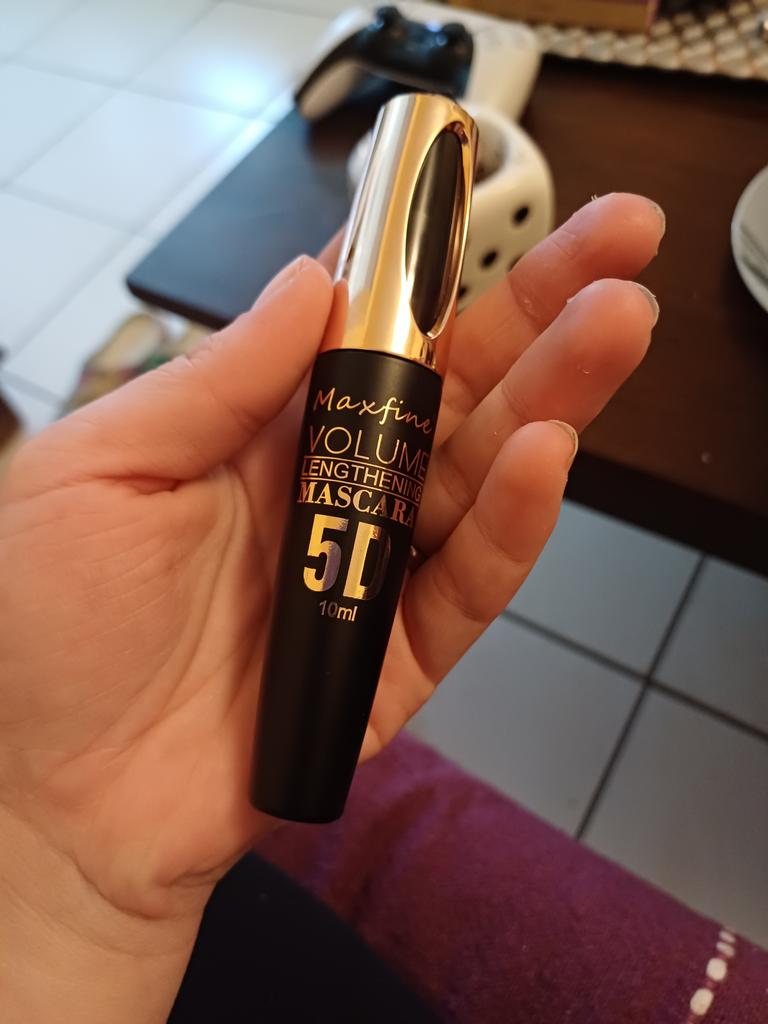 Maxfine
VOLUME
LENGTHENING
MASCARA
5D
10ml